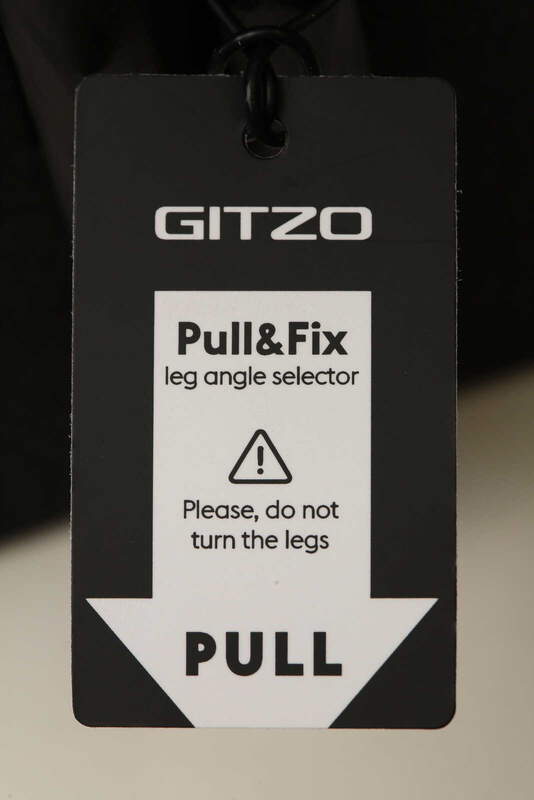 GITZO
Pull&Fix
leg angle selector
Please, do not
turn the legs
PULL